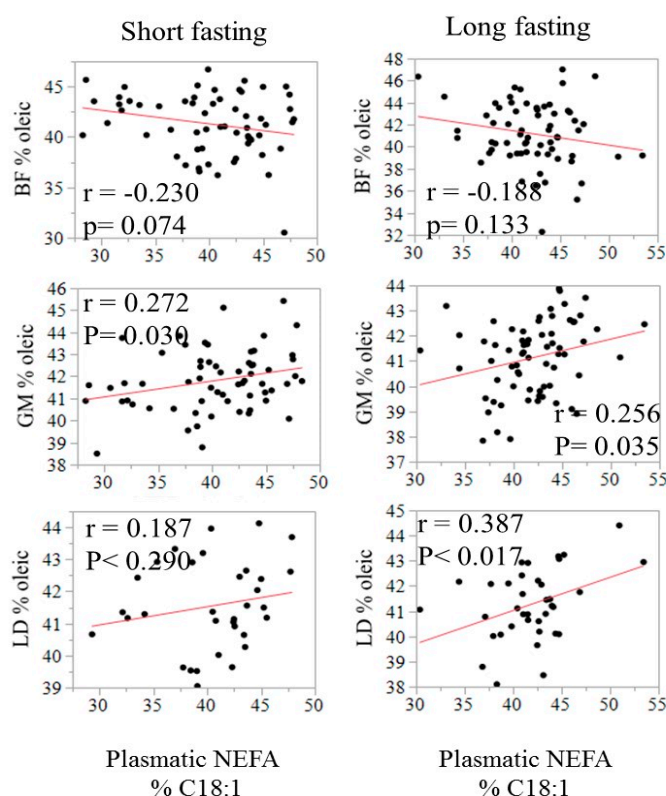 Short fasting
Long fasting
BF % oleic
45
40
35
30
r = -0.230
p= 0.074
30 35 40 45 50
BF % oleic
48
46
44
42
40
38
36
34
32
r = -0.188
p= 0.133
30 35 40 45 50 55
GM % oleic
46
45
44
43
42
41
40
39
38
r = 0.272
P= 0.030
30 35 40 45 50
GM % oleic
44
43
42
41
40
39
38
37
r = 0.256
P= 0.035
30 35 40 45 50 55
LD % oleic
44
43
42
41
40
39
r = 0.187
P< 0.290
30 35 40 45 50
LD % oleic
45
44
43
42
41
40
39
38
r = 0.387
P< 0.017
30 35 40 45 50 55
Plasmatic NEFA
% C18:1
Plasmatic NEFA
% C18:1